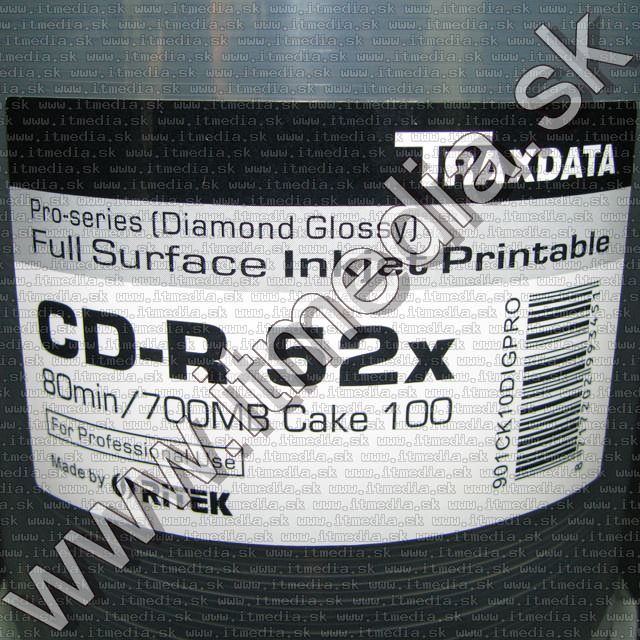 TRAXDATA
Pro-series (Diamond Glossy)
Full Surface Inkjet Printable
CD-R 52x
80min/700MB Cake 100
For Professional Use
Made by RITEK
901CK10DIGPRO
www.itmedia.sk